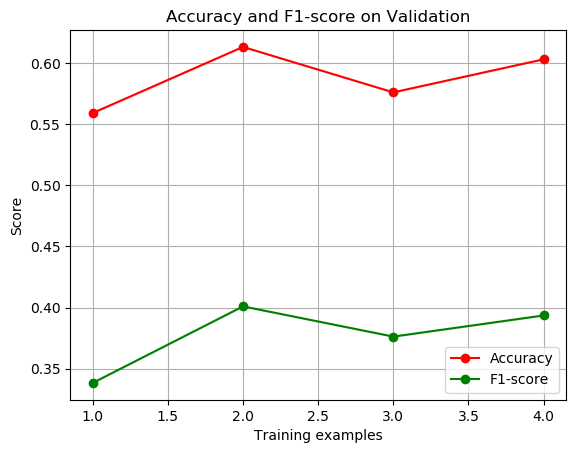 Accuracy and F1-score on Validation
0.60
0.55
0.50
0.45
0.40
0.35
Score
1.0 1.5 2.0 2.5 3.0 3.5 4.0
Training examples
Accuracy
F1-score